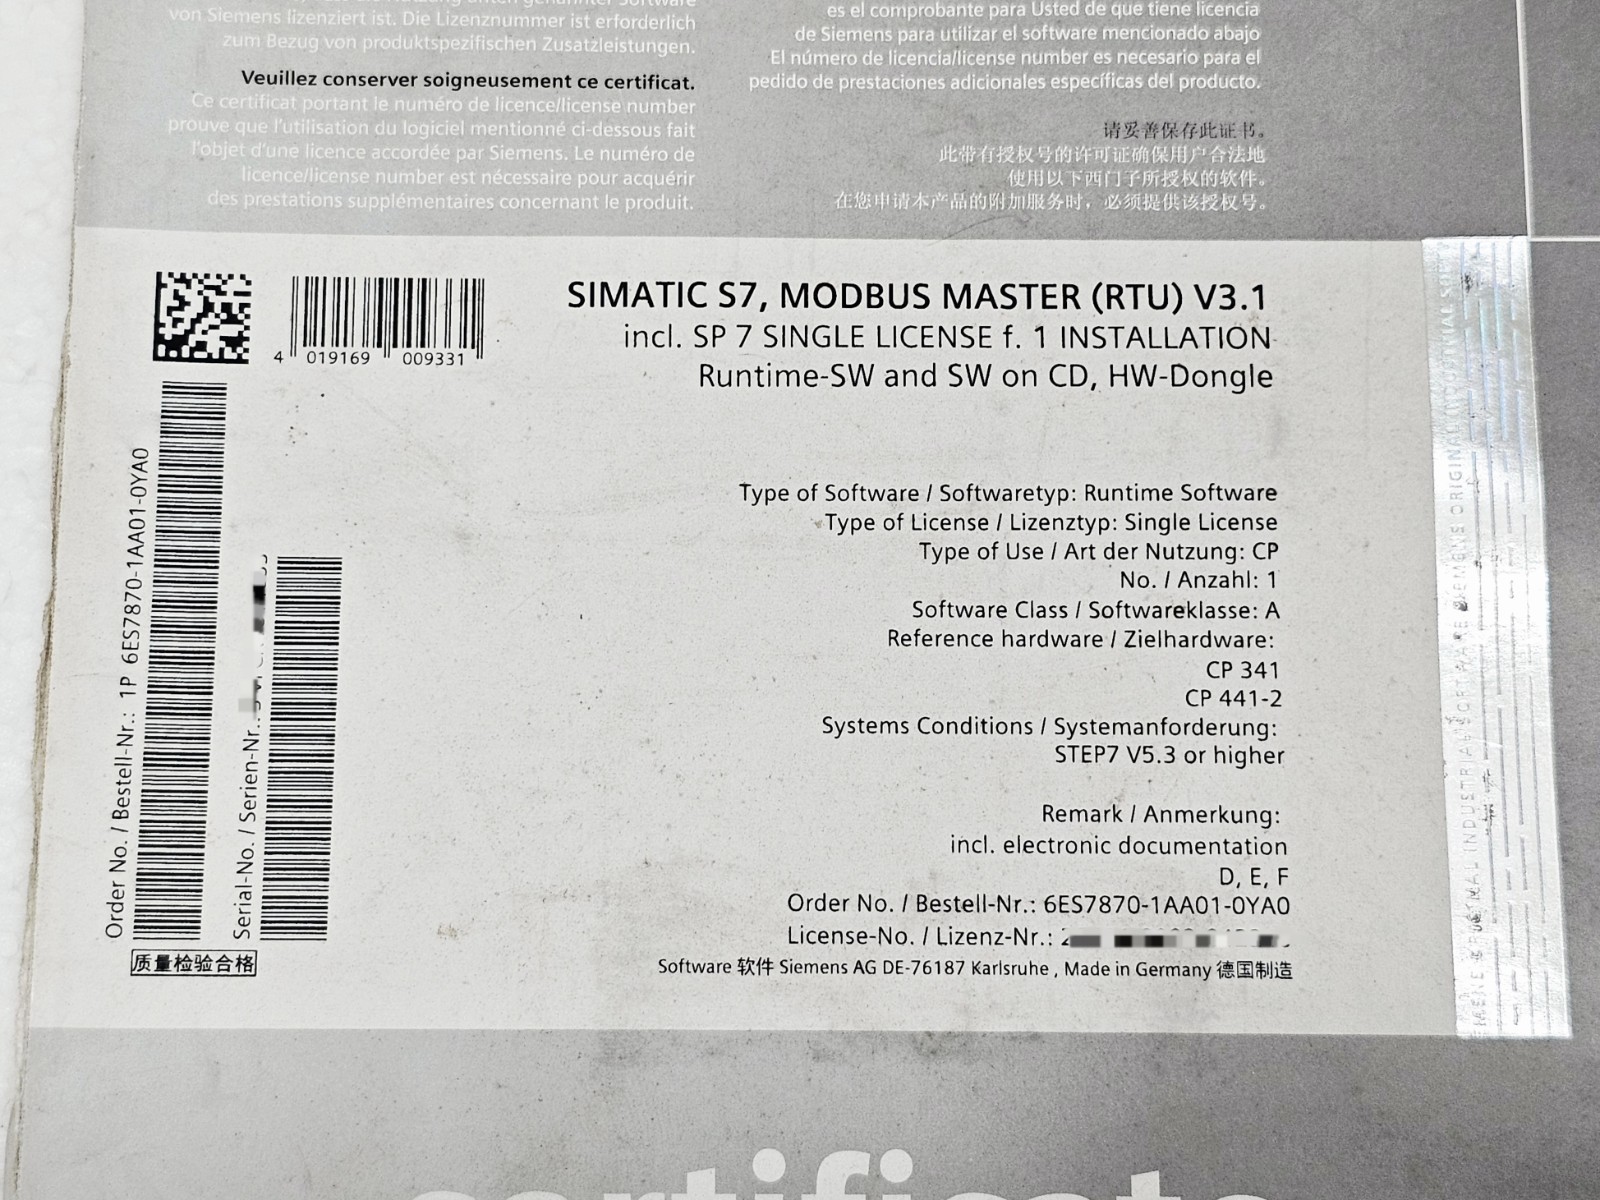 von Siemens lizenziert ist. Die Lizenznummer ist erforderlich
zum Bezug von produktspezifischen Zusatzleistungen.
Veuillez conserver soigneusement ce certificat.
Ce certificat portant le numéro de licence/license number
prouve que l'utilisation du logiciel mentionné ci-dessous fait
l'objet d'une licence accordée par Siemens. Le numéro de
licence/license number est nécessaire pour acquérir
des prestations supplémentaires concernant le produit.
es el comprobante para Usted de que tiene licencia
de Siemens para utilizar el software mencionado abajo
El número de licencia/license number es necesario para el
pedido de prestaciones adicionales específicas del producto.
请妥善保存此证书。
此带有授权号的许可证确保用户合法地
使用以下西门子所授权的软件。
在您申请本产品的附加服务时，必须提供该授权号。
4 019169 009331
SIMATIC S7, MODBUS MASTER (RTU) V3.1
incl. SP 7 SINGLE LICENSE f. 1 INSTALLATION
Runtime-SW and SW on CD, HW-Dongle
Order No. / Bestell-Nr.: 1P 6ES7870-1AA01-0YA0
Serial-No. / Serien-Nr.:
质量检验合格
Type of Software / Softwaretyp: Runtime Software
Type of License / Lizenztyp: Single License
Type of Use / Art der Nutzung: CP
No. / Anzahl: 1
Software Class / Softwareklasse: A
Reference hardware / Zielhardware:
CP 341
CP 441-2
Systems Conditions / Systemanforderung:
STEP7 V5.3 or higher
Remark / Anmerkung:
incl. electronic documentation
D, E, F
Order No. / Bestell-Nr.: 6ES7870-1AA01-0YA0
License-No. / Lizenz-Nr.:
Software 软件 Siemens AG DE-76187 Karlsruhe , Made in Germany 德国制造
INDUSTRIAL SOFTWARE SIEMENS ORIGINAL
certificate